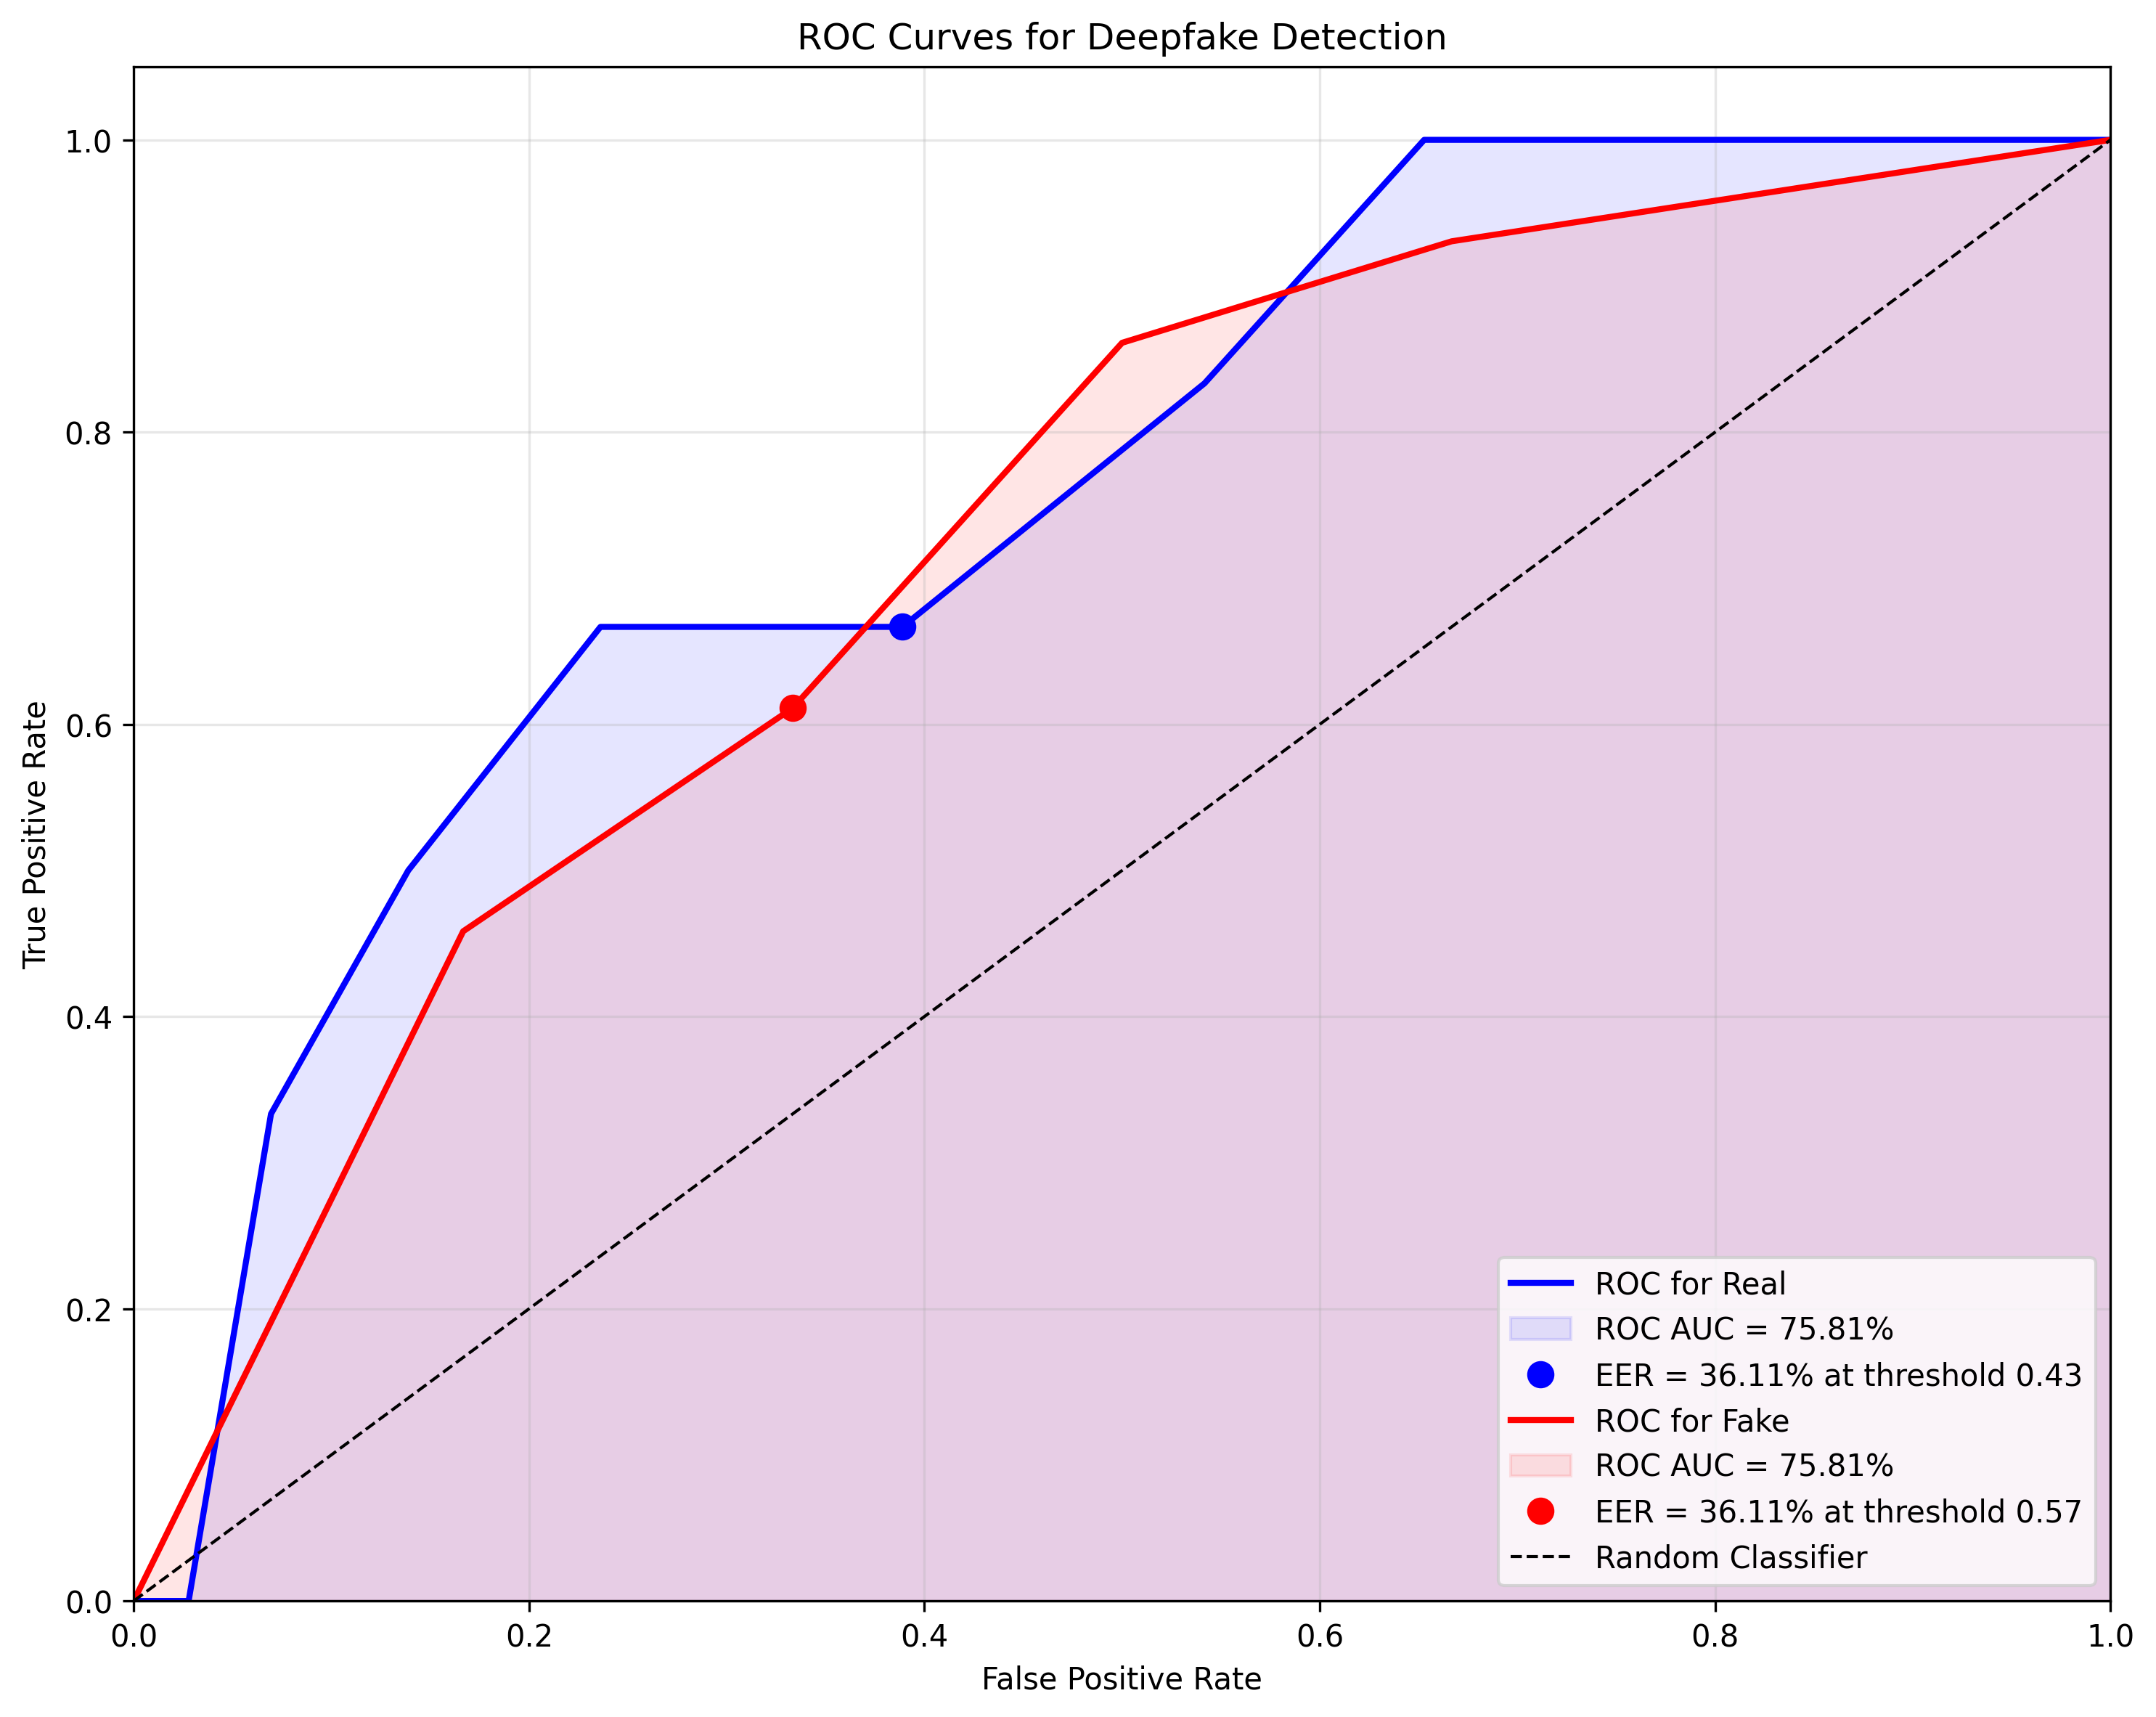 ROC Curves for Deepfake Detection
1.0
0.8
0.6
0.4
0.2
0.0
True Positive Rate
0.0 0.2 0.4 0.6 0.8 1.0
False Positive Rate
ROC for Real
ROC AUC = 75.81%
EER = 36.11% at threshold 0.43
ROC for Fake
ROC AUC = 75.81%
EER = 36.11% at threshold 0.57
Random Classifier